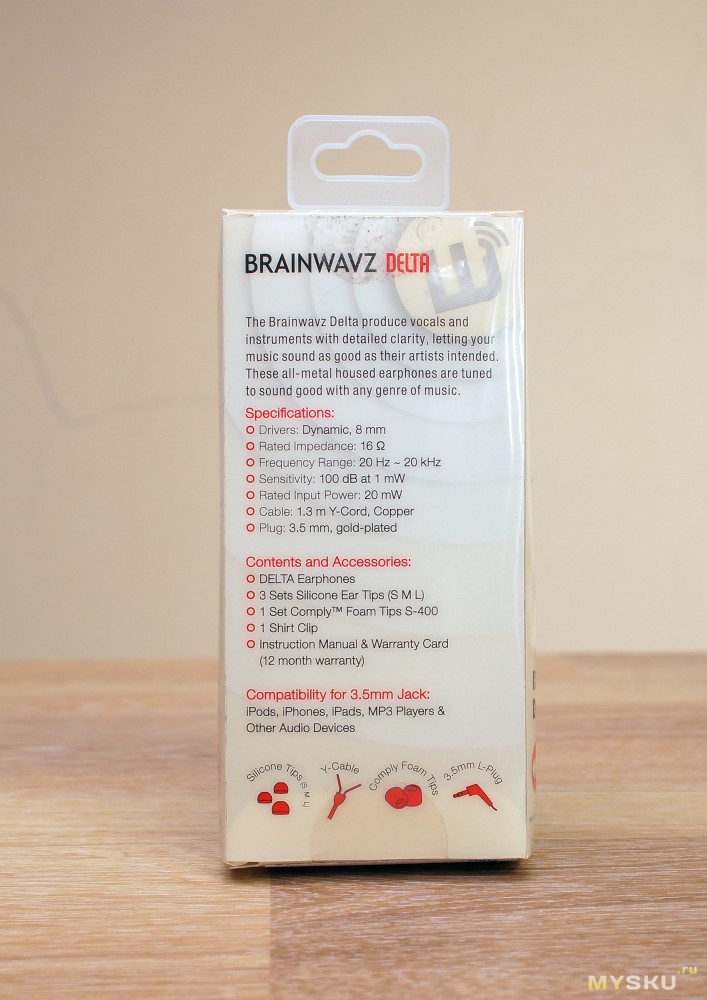 BRAINWAVZ DELTA
The Brainwavz Delta produce vocals and
instruments with detailed clarity, letting your
music sound as good as their artists intended.
These all-metal housed earphones are tuned
to sound good with any genre of music.
Specifications:
Drivers: Dynamic, 8 mm
Rated Impedance: 16 Ω
Frequency Range: 20 Hz ~ 20 kHz
Sensitivity: 100 dB at 1 mW
Rated Input Power: 20 mW
Cable: 1.3 m Y-Cord, Copper
Plug: 3.5 mm, gold-plated
Contents and Accessories:
DELTA Earphones
3 Sets Silicone Ear Tips (S M L)
1 Set Comply™ Foam Tips S-400
1 Shirt Clip
Instruction Manual & Warranty Card
(12 month warranty)
Compatibility for 3.5mm Jack:
iPods, iPhones, iPads, MP3 Players &
Other Audio Devices
Silicone Tips (S M L)
Y-Cable
Comply Foam Tips
3.5mm L-Plug
MYSKU.ru